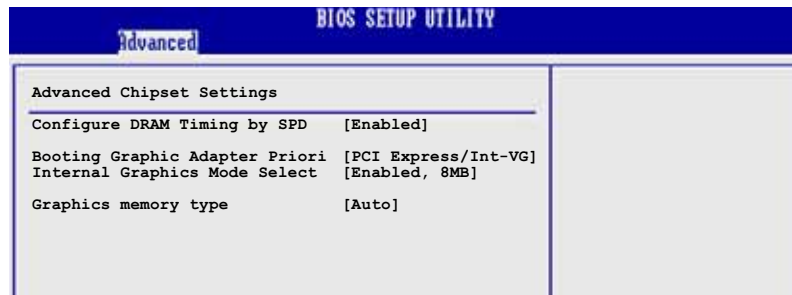 BIOS SETUP UTILITY
Advanced
Advanced Chipset Settings
Configure DRAM Timing by SPD [Enabled]
Booting Graphic Adapter Priori [PCI Express/Int-VG]
Internal Graphics Mode Select [Enabled, 8MB]
Graphics memory type [Auto]